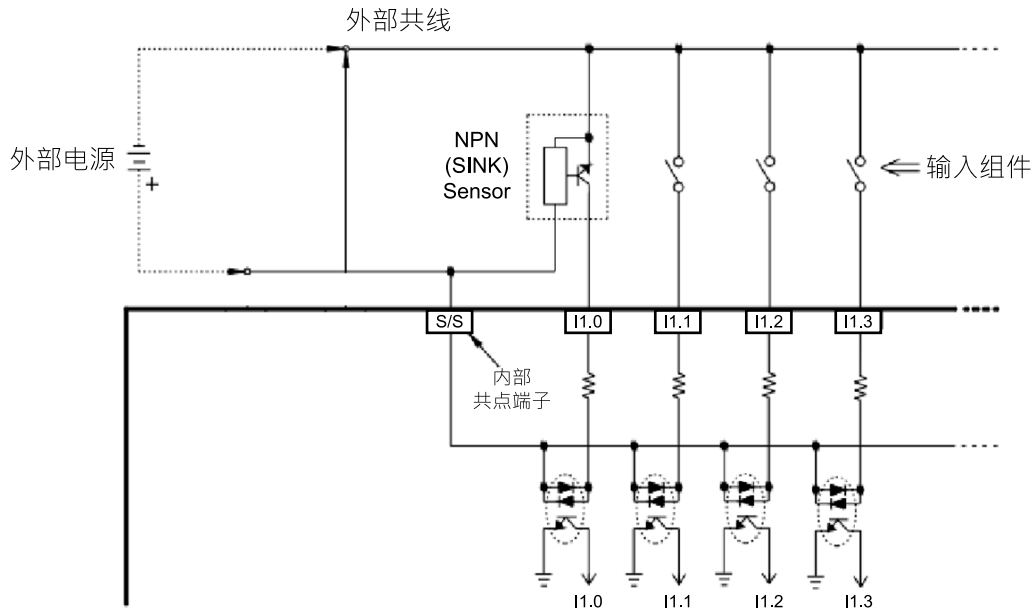 外部共线
外部电源
+
NPN
(SINK)
Sensor
输入组件
S/S
I1.0
I1.1
I1.2
I1.3
内部
共点端子
I1.0
I1.1
I1.2
I1.3